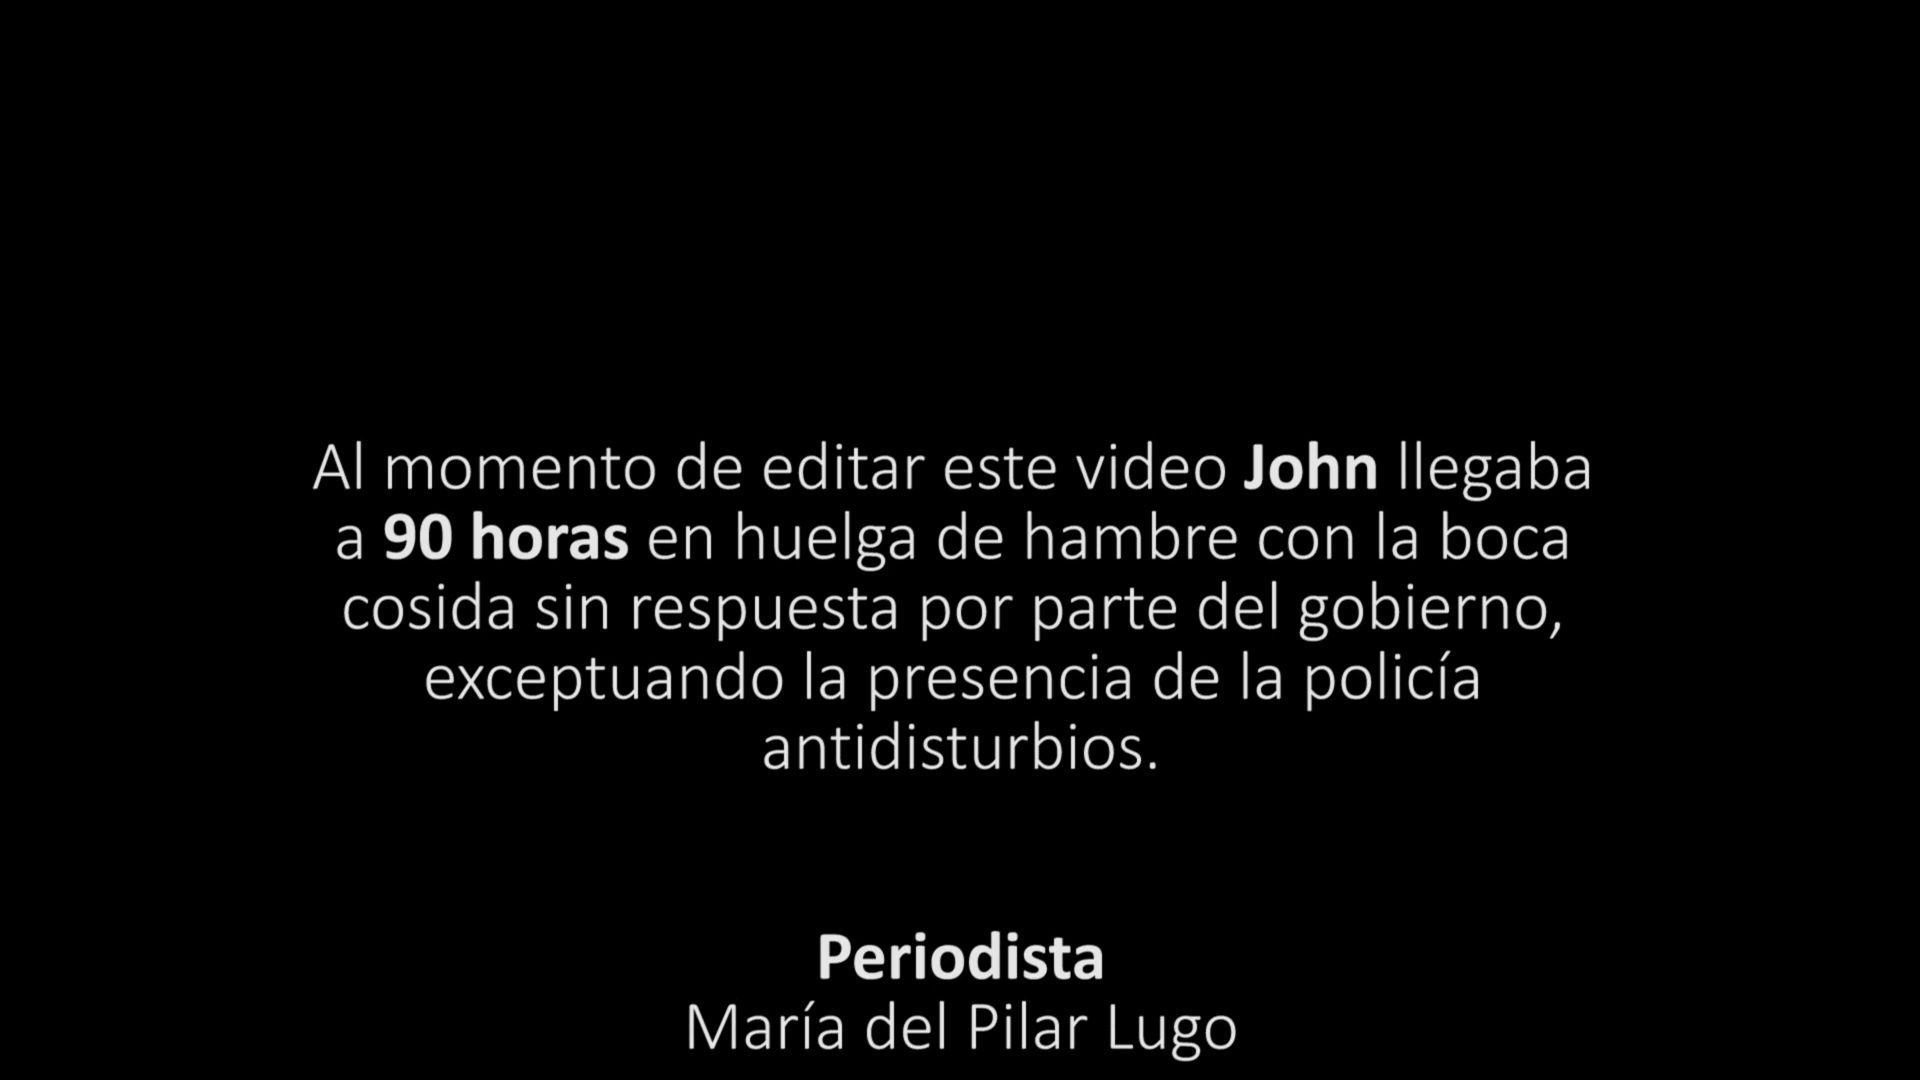 Al momento de editar este video John llegaba
a 90 horas en huelga de hambre con la boca
cosida sin respuesta por parte del gobierno,
exceptuando la presencia de la policía
antidisturbios.
Periodista
María del Pilar Lugo